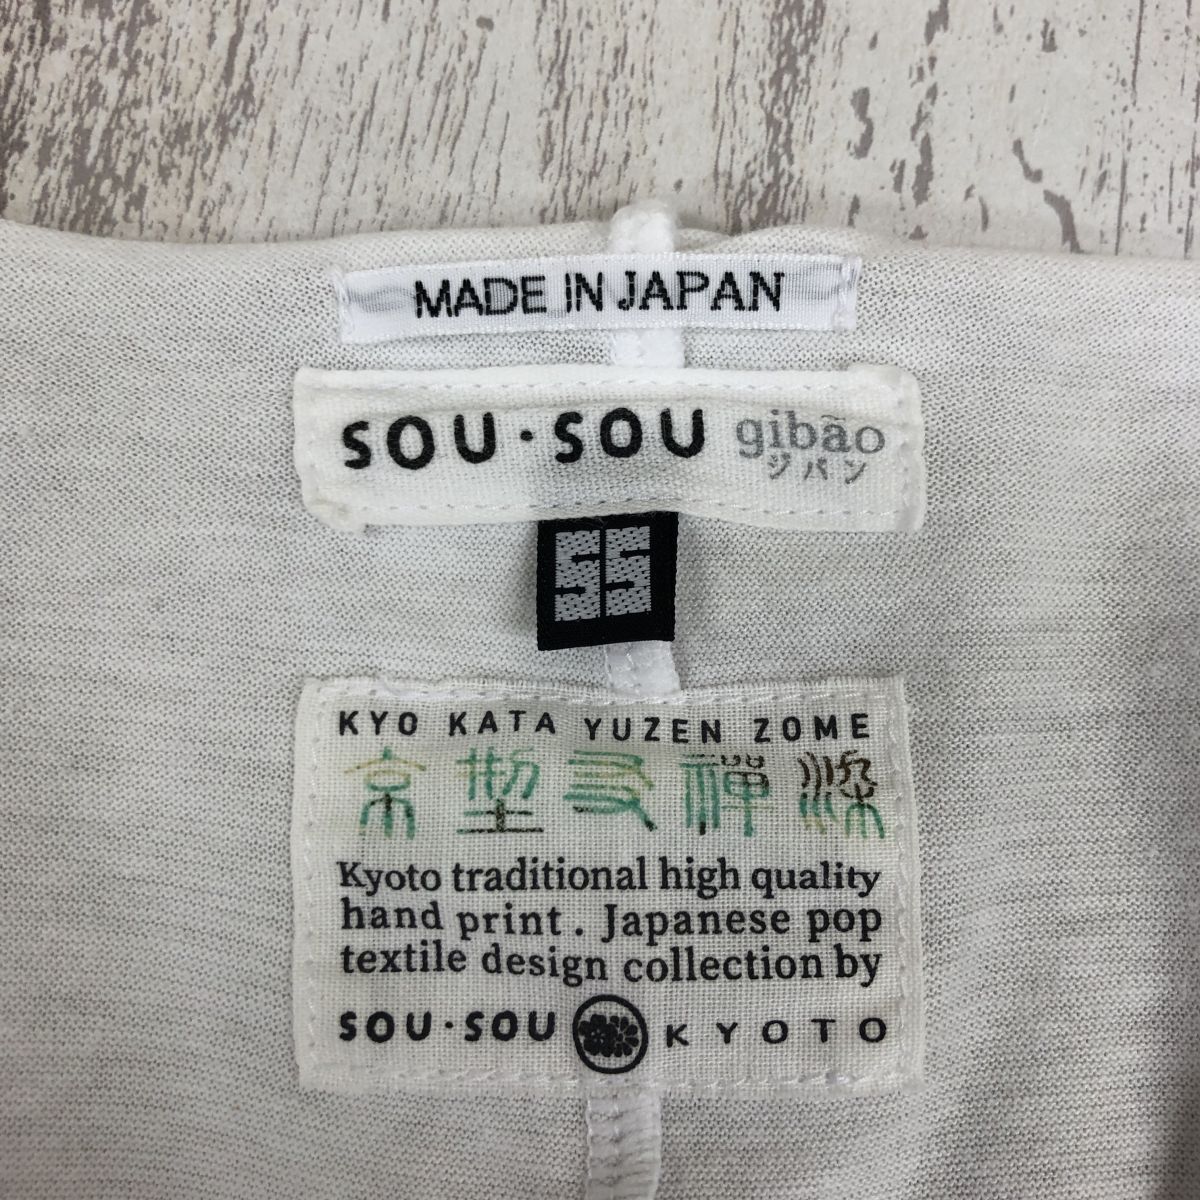 MADE IN JAPAN
SOU・SOU gibão
ジバン
SS
KYO KATA YUZEN ZOME
京型友禅染
Kyoto traditional high quality
hand print. Japanese pop
textile design collection by
SOU・SOU KYOTO